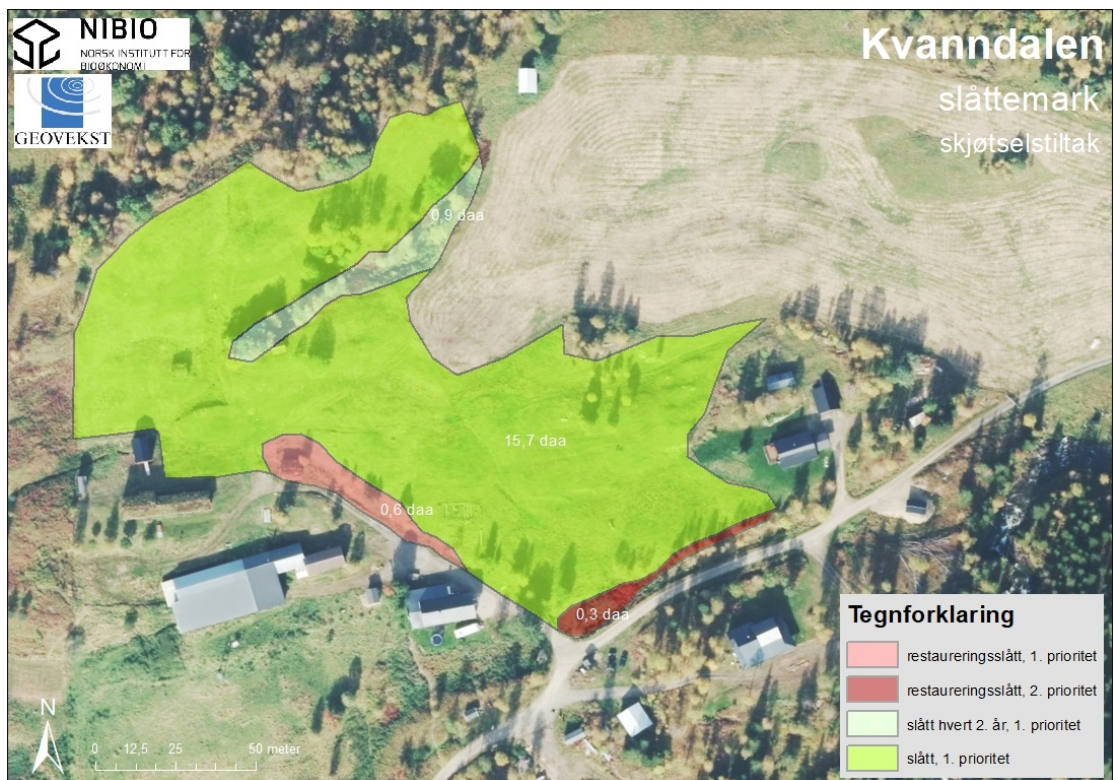 NIBIO
NORSK INSTITUTT FOR
BIOØKONOMI
GEOVEKST
Kvanndalen
slåttemark
skjøtselstiltak
0,9 daa
15,7 daa
0,6 daa
0,3 daa
Tegnforklaring
restaureringsslått, 1. prioritet
restaureringsslått, 2. prioritet
slått hvert 2. år, 1. prioritet
slått, 1. prioritet
N
0 12,5 25 50 meter